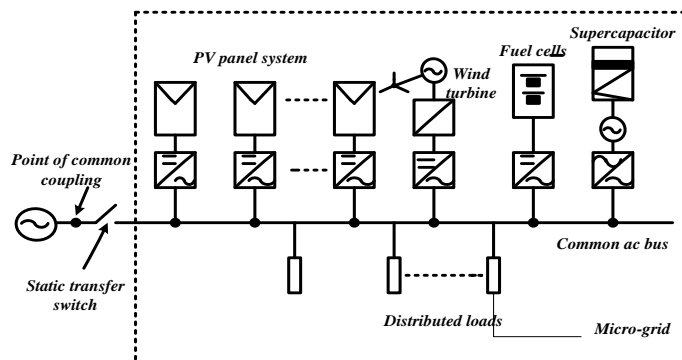 Supercapacitor
Fuel cells
PV panel system
Wind
turbine
Point of common
coupling
Common ac bus
Static transfer
switch
Distributed loads
Micro-grid